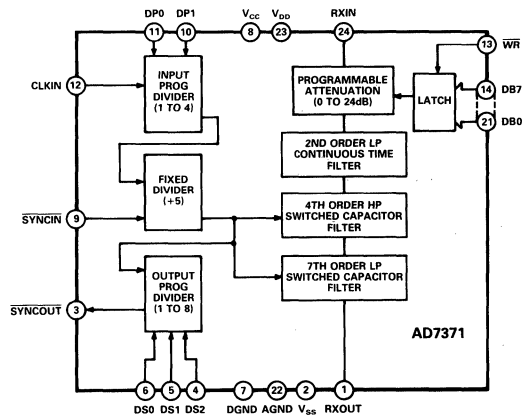 DP0 DP1 VCC VDD RXIN
11 10 8 23 24
13 WR
CLKIN 12
INPUT
PROG
DIVIDER
(1 TO 4)
PROGRAMMABLE
ATTENUATION
(0 TO 24dB)
LATCH
14 DB7
21 DB0
2ND ORDER LP
CONTINUOUS TIME
FILTER
FIXED
DIVIDER
(÷5)
SYNCIN 9
4TH ORDER HP
SWITCHED CAPACITOR
FILTER
7TH ORDER LP
SWITCHED CAPACITOR
FILTER
OUTPUT
PROG
DIVIDER
(1 TO 8)
SYNCOUT 3
AD7371
6 5 4 7 22 2 1
DS0 DS1 DS2 DGND AGND VSS RXOUT